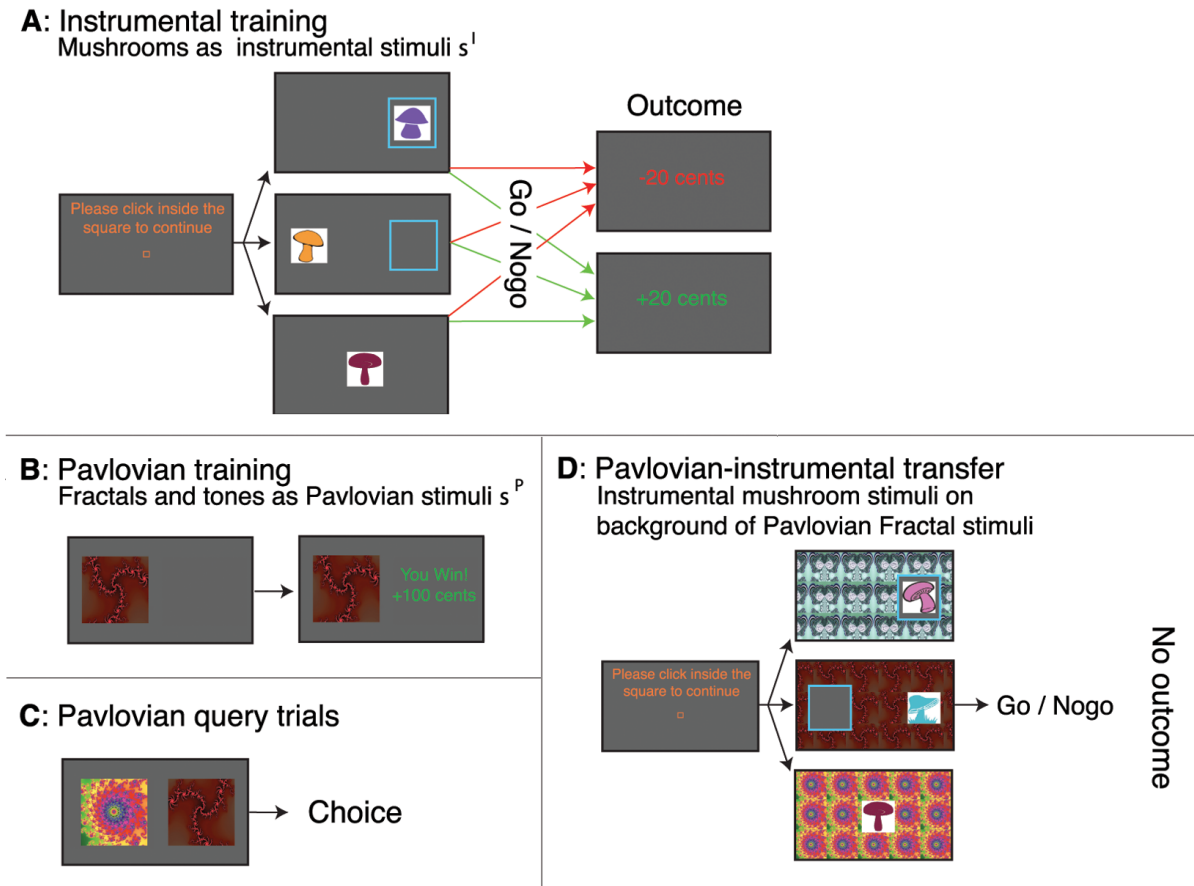 A: Instrumental training
Mushrooms as instrumental stimuli s^I
Outcome
Please click inside the
square to continue
Go / Nogo
-20 cents
+20 cents
B: Pavlovian training
Fractals and tones as Pavlovian stimuli s^P
You Win!
+100 cents
C: Pavlovian query trials
Choice
D: Pavlovian-instrumental transfer
Instrumental mushroom stimuli on
background of Pavlovian Fractal stimuli
Please click inside the
square to continue
Go / Nogo
No outcome